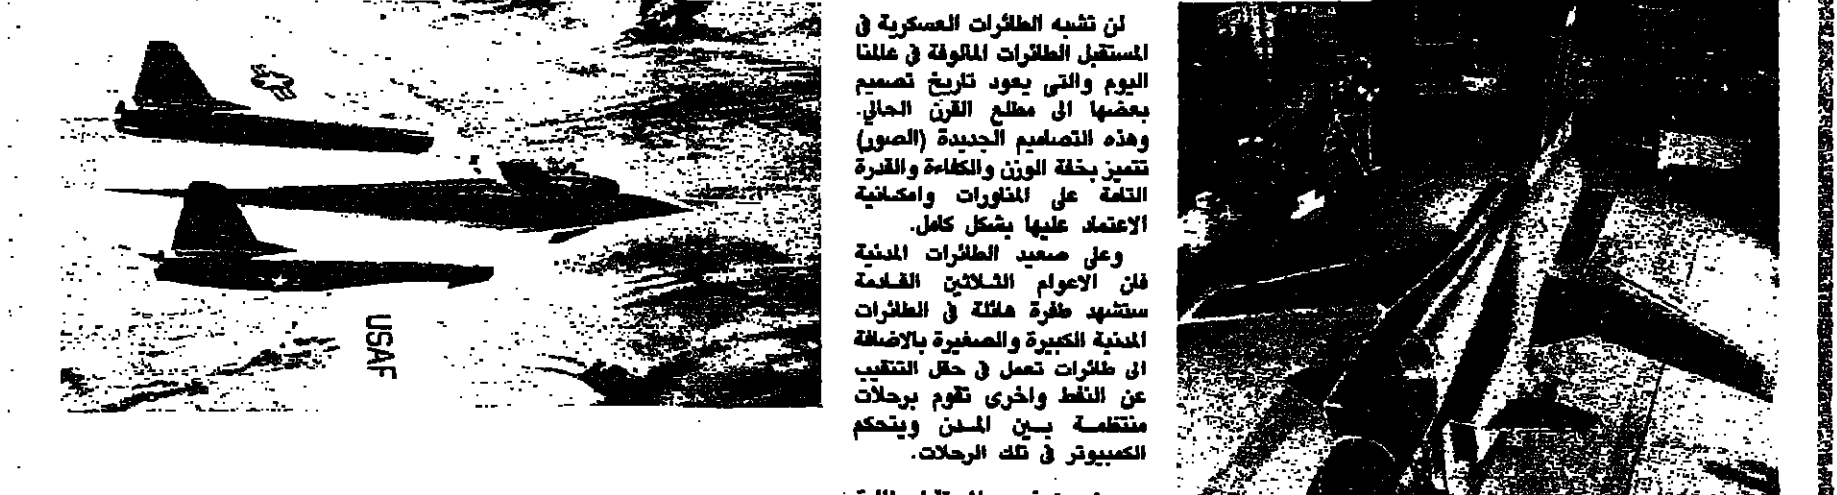 لن تشبه الطائرات العسكرية في
المستقبل الطائرات المالوفة في عالمنا
اليوم والتي يعود تاريخ تصميم
بعضها الى مطلع القرن الحالي.
وهذه التصاميم الجديدة (الصور)
تتميز بخفة الوزن والكفاءة والقدرة
التامة على المناورات وامكانية
الاعتماد عليها بشكل كامل.
وعلى صعيد الطائرات المدنية
فان الاعوام الثلاثين القادمة
ستشهد طفرة هائلة في الطائرات
المدنية الكبيرة والصغيرة بالاضافة
الى طائرات تعمل في حقل التنقيب
عن النفط واخرى تقوم برحلات
منتظمة بين المدن ويتحكم
الكمبيوتر في تلك الرحلات.
USAF